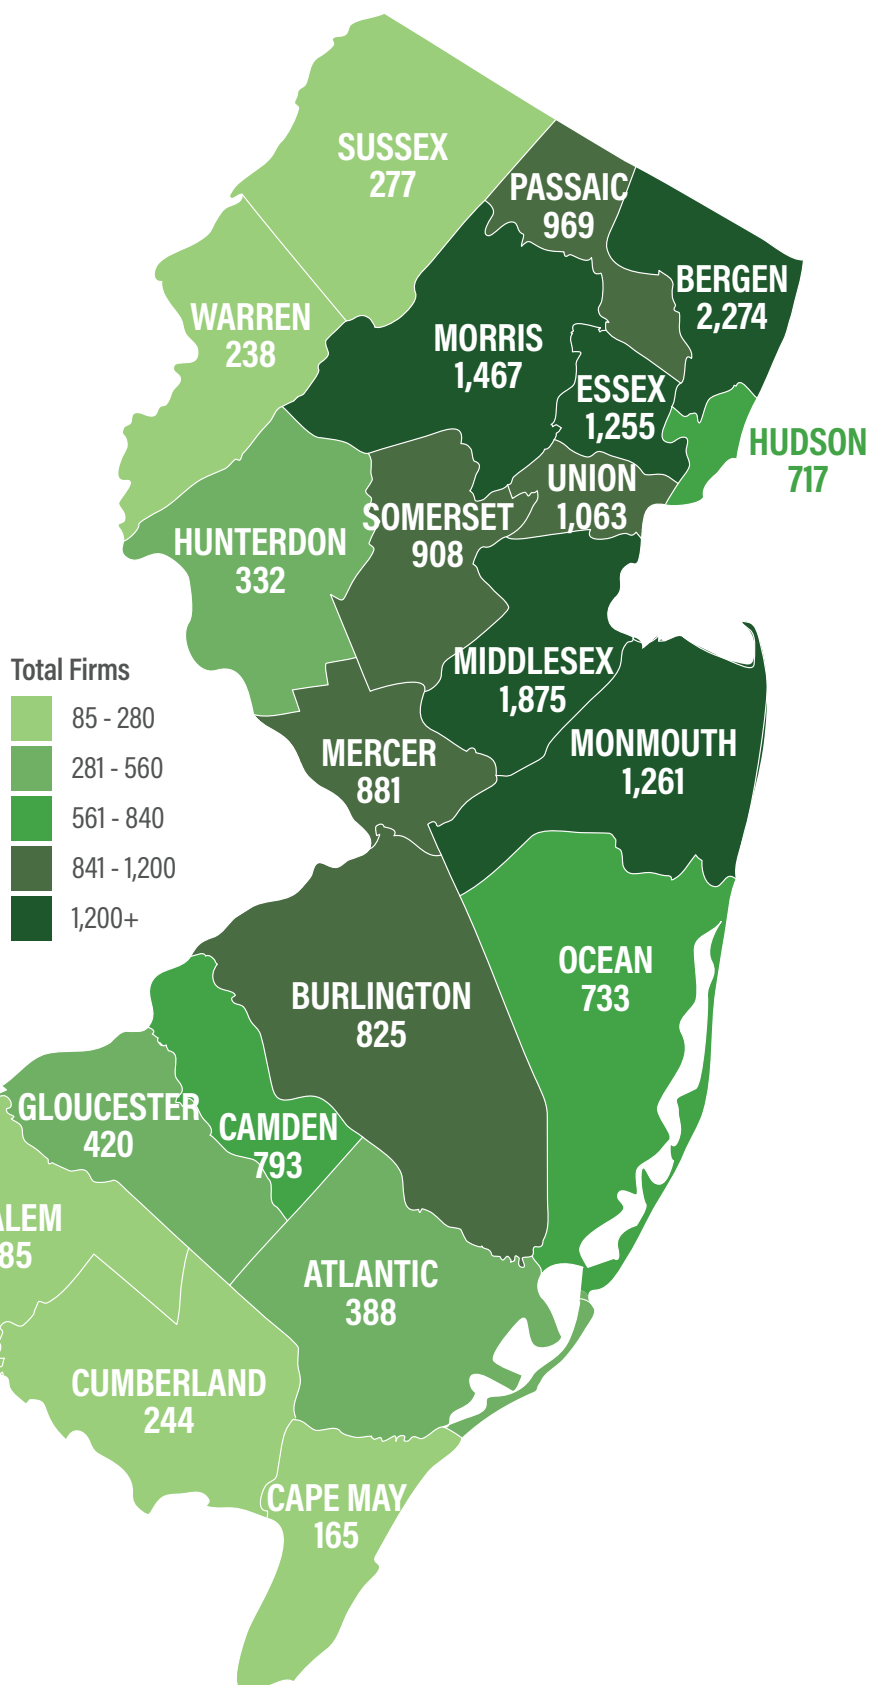 SUSSEX
277
PASSAIC
969
BERGEN
2,274
WARREN
238
MORRIS
1,467
ESSEX
1,255
HUDSON
717
UNION
1,063
SOMERSET
908
HUNTERDON
332
MIDDLESEX
1,875
Total Firms
85 - 280
281 - 560
561 - 840
841 - 1,200
1,200+
MERCER
881
MONMOUTH
1,261
OCEAN
733
BURLINGTON
825
GLOUCESTER
420
CAMDEN
793
ALEM
85
ATLANTIC
388
CUMBERLAND
244
CAPE MAY
165